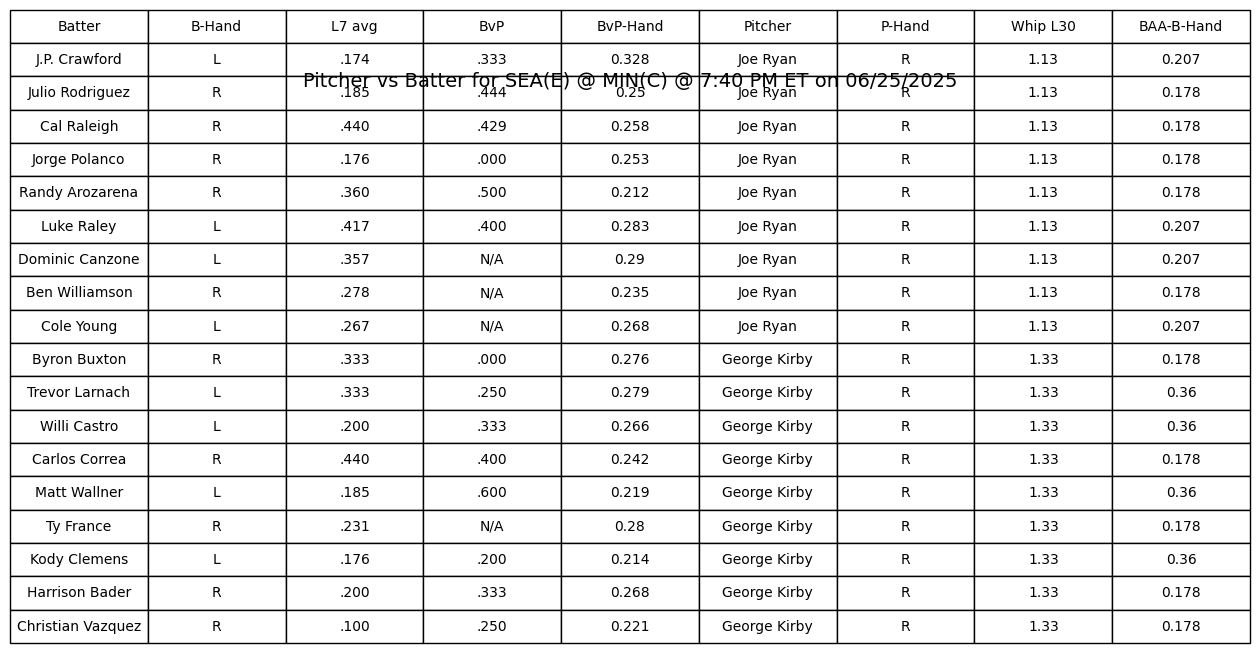 Batter B-Hand L7 avg BvP BvP-Hand Pitcher P-Hand Whip L30 BAA-B-Hand
J.P. Crawford L .174 .333 0.328 Joe Ryan R 1.13 0.207
Pitcher vs Batter for SEA(E) @ MIN(C) @ 7:40 PM ET on 06/25/2025
Julio Rodriguez R .185 .444 0.25 Joe Ryan R 1.13 0.178
Cal Raleigh R .440 .429 0.258 Joe Ryan R 1.13 0.178
Jorge Polanco R .176 .000 0.253 Joe Ryan R 1.13 0.178
Randy Arozarena R .360 .500 0.212 Joe Ryan R 1.13 0.178
Luke Raley L .417 .400 0.283 Joe Ryan R 1.13 0.207
Dominic Canzone L .357 N/A 0.29 Joe Ryan R 1.13 0.207
Ben Williamson R .278 N/A 0.235 Joe Ryan R 1.13 0.178
Cole Young L .267 N/A 0.268 Joe Ryan R 1.13 0.207
Byron Buxton R .333 .000 0.276 George Kirby R 1.33 0.178
Trevor Larnach L .333 .250 0.279 George Kirby R 1.33 0.36
Willi Castro L .200 .333 0.266 George Kirby R 1.33 0.36
Carlos Correa R .440 .400 0.242 George Kirby R 1.33 0.178
Matt Wallner L .185 .600 0.219 George Kirby R 1.33 0.36
Ty France R .231 N/A 0.28 George Kirby R 1.33 0.178
Kody Clemens L .176 .200 0.214 George Kirby R 1.33 0.36
Harrison Bader R .200 .333 0.268 George Kirby R 1.33 0.178
Christian Vazquez R .100 .250 0.221 George Kirby R 1.33 0.178